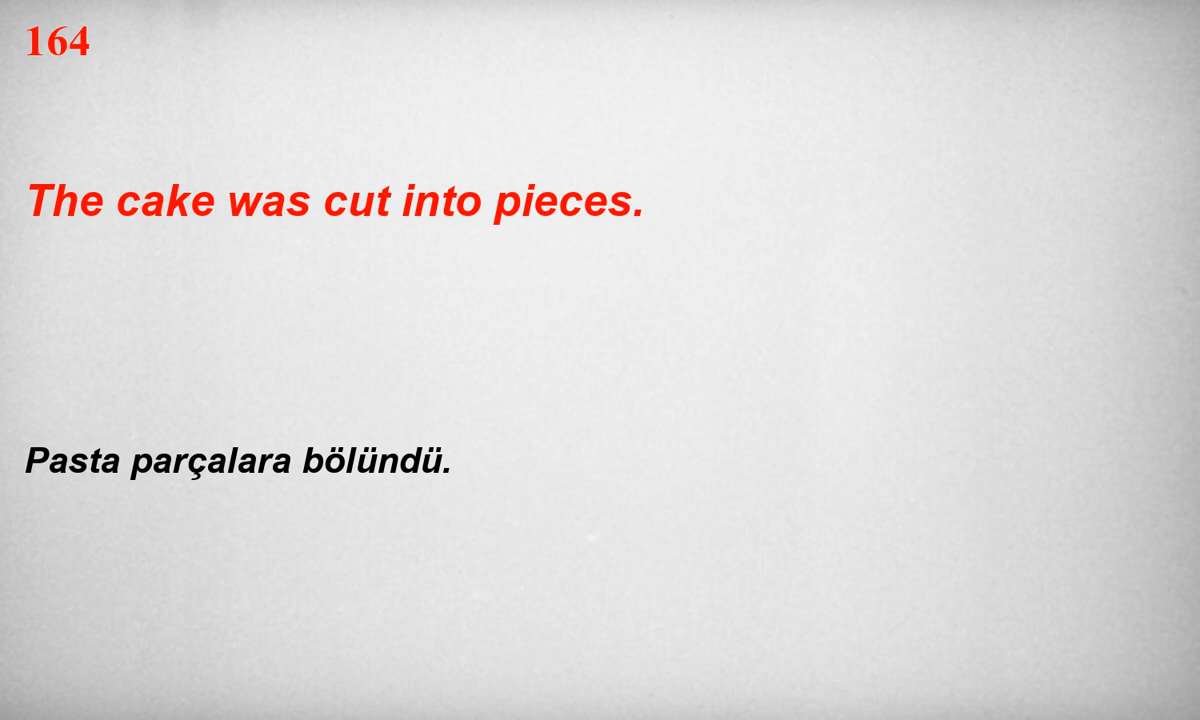 164
The cake was cut into pieces.
Pasta parçalara bölündü.